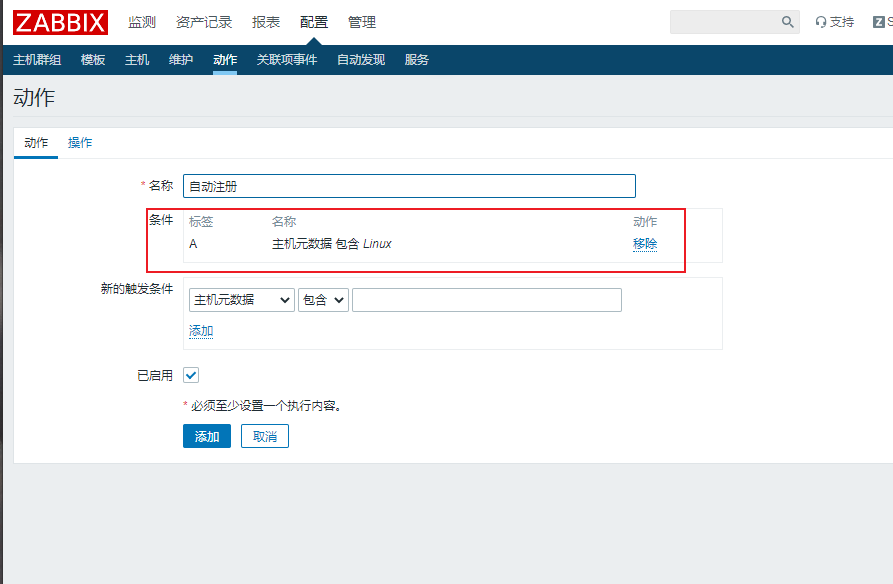 ZABBIX 监测 资产记录 报表 配置 管理 支持 Z
主机群组 模板 主机 维护 动作 关联项事件 自动发现 服务
动作
动作 操作
* 名称 自动注册
条件 标签 名称 动作
A 主机元数据 包含 Linux 移除
新的触发条件
主机元数据 包含
添加
已启用
* 必须至少设置一个执行内容。
添加 取消